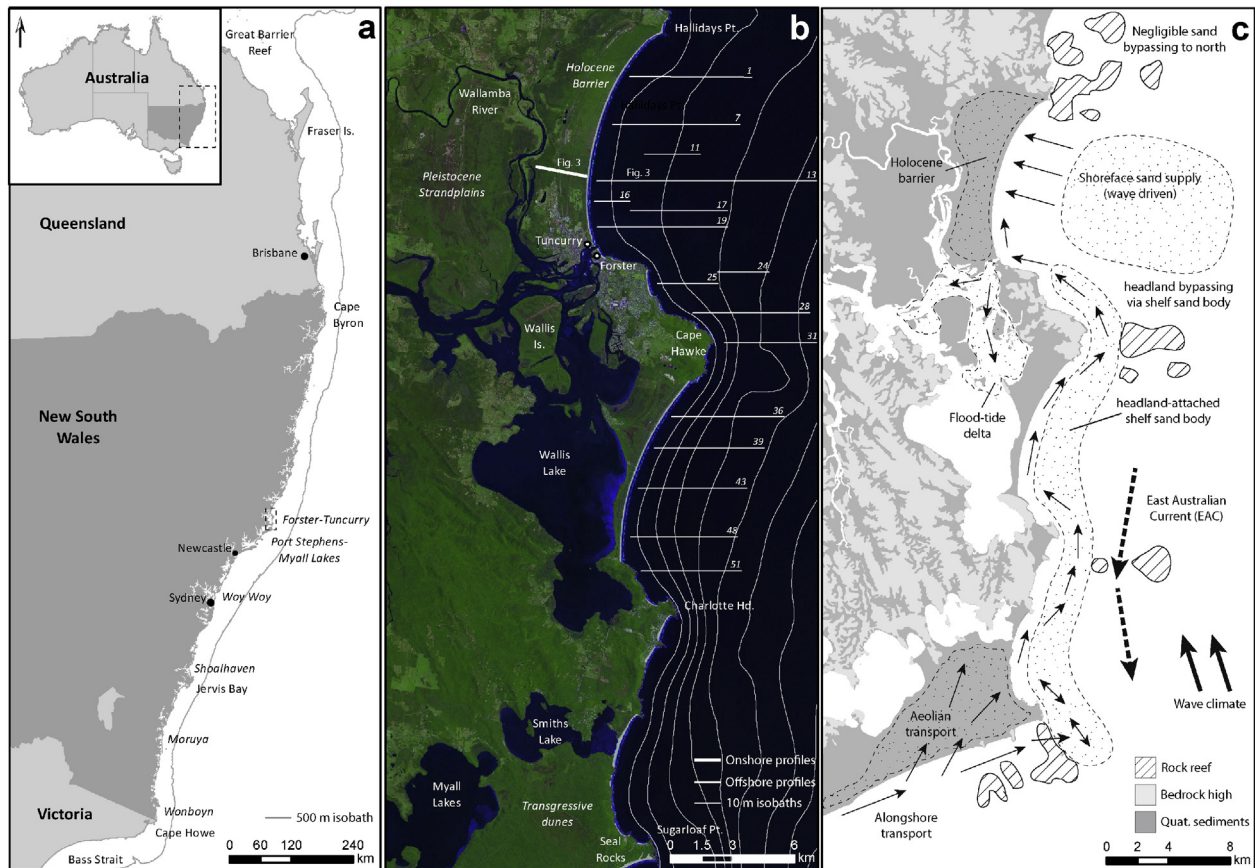 a
Great Barrier
Reef
Australia
Fraser Is.
Queensland
Brisbane
Cape
Byron
New South
Wales
Forster-Tuncurry
Port Stephens-
Myall Lakes
Newcastle
Sydney
Woy Woy
Shoalhaven
Jervis Bay
Moruya
Victoria
Wonboyn
Cape Howe
Bass Strait
500 m isobath
0 60 120 240
km
b
Hallidays Pt.
Holocene
Barrier
Wallamba
River
1
Hallidays Pt.
7
11
Fig. 3
Fig. 3
13
Pleistocene
Strandplains
16
17
19
Tuncurry
Forster
24
25
28
Wallis
Is.
Cape
Hawke
31
36
39
Wallis
Lake
43
48
51
Charlotte Hd.
Smiths
Lake
Myall
Lakes
Transgressive
dunes
Onshore profiles
Offshore profiles
10 m isobaths
Sugarloaf Pt.
Seal
Rocks
0 1.5 3 6
km
c
Negligible sand
bypassing to north
Holocene
barrier
Shoreface sand supply
(wave driven)
headland bypassing
via shelf sand body
headland-attached
shelf sand body
Flood-tide
delta
East Australian
Current (EAC)
Wave climate
Aeolian
transport
Alongshore
transport
Rock reef
Bedrock high
Quat. sediments
0 2 4 8
km